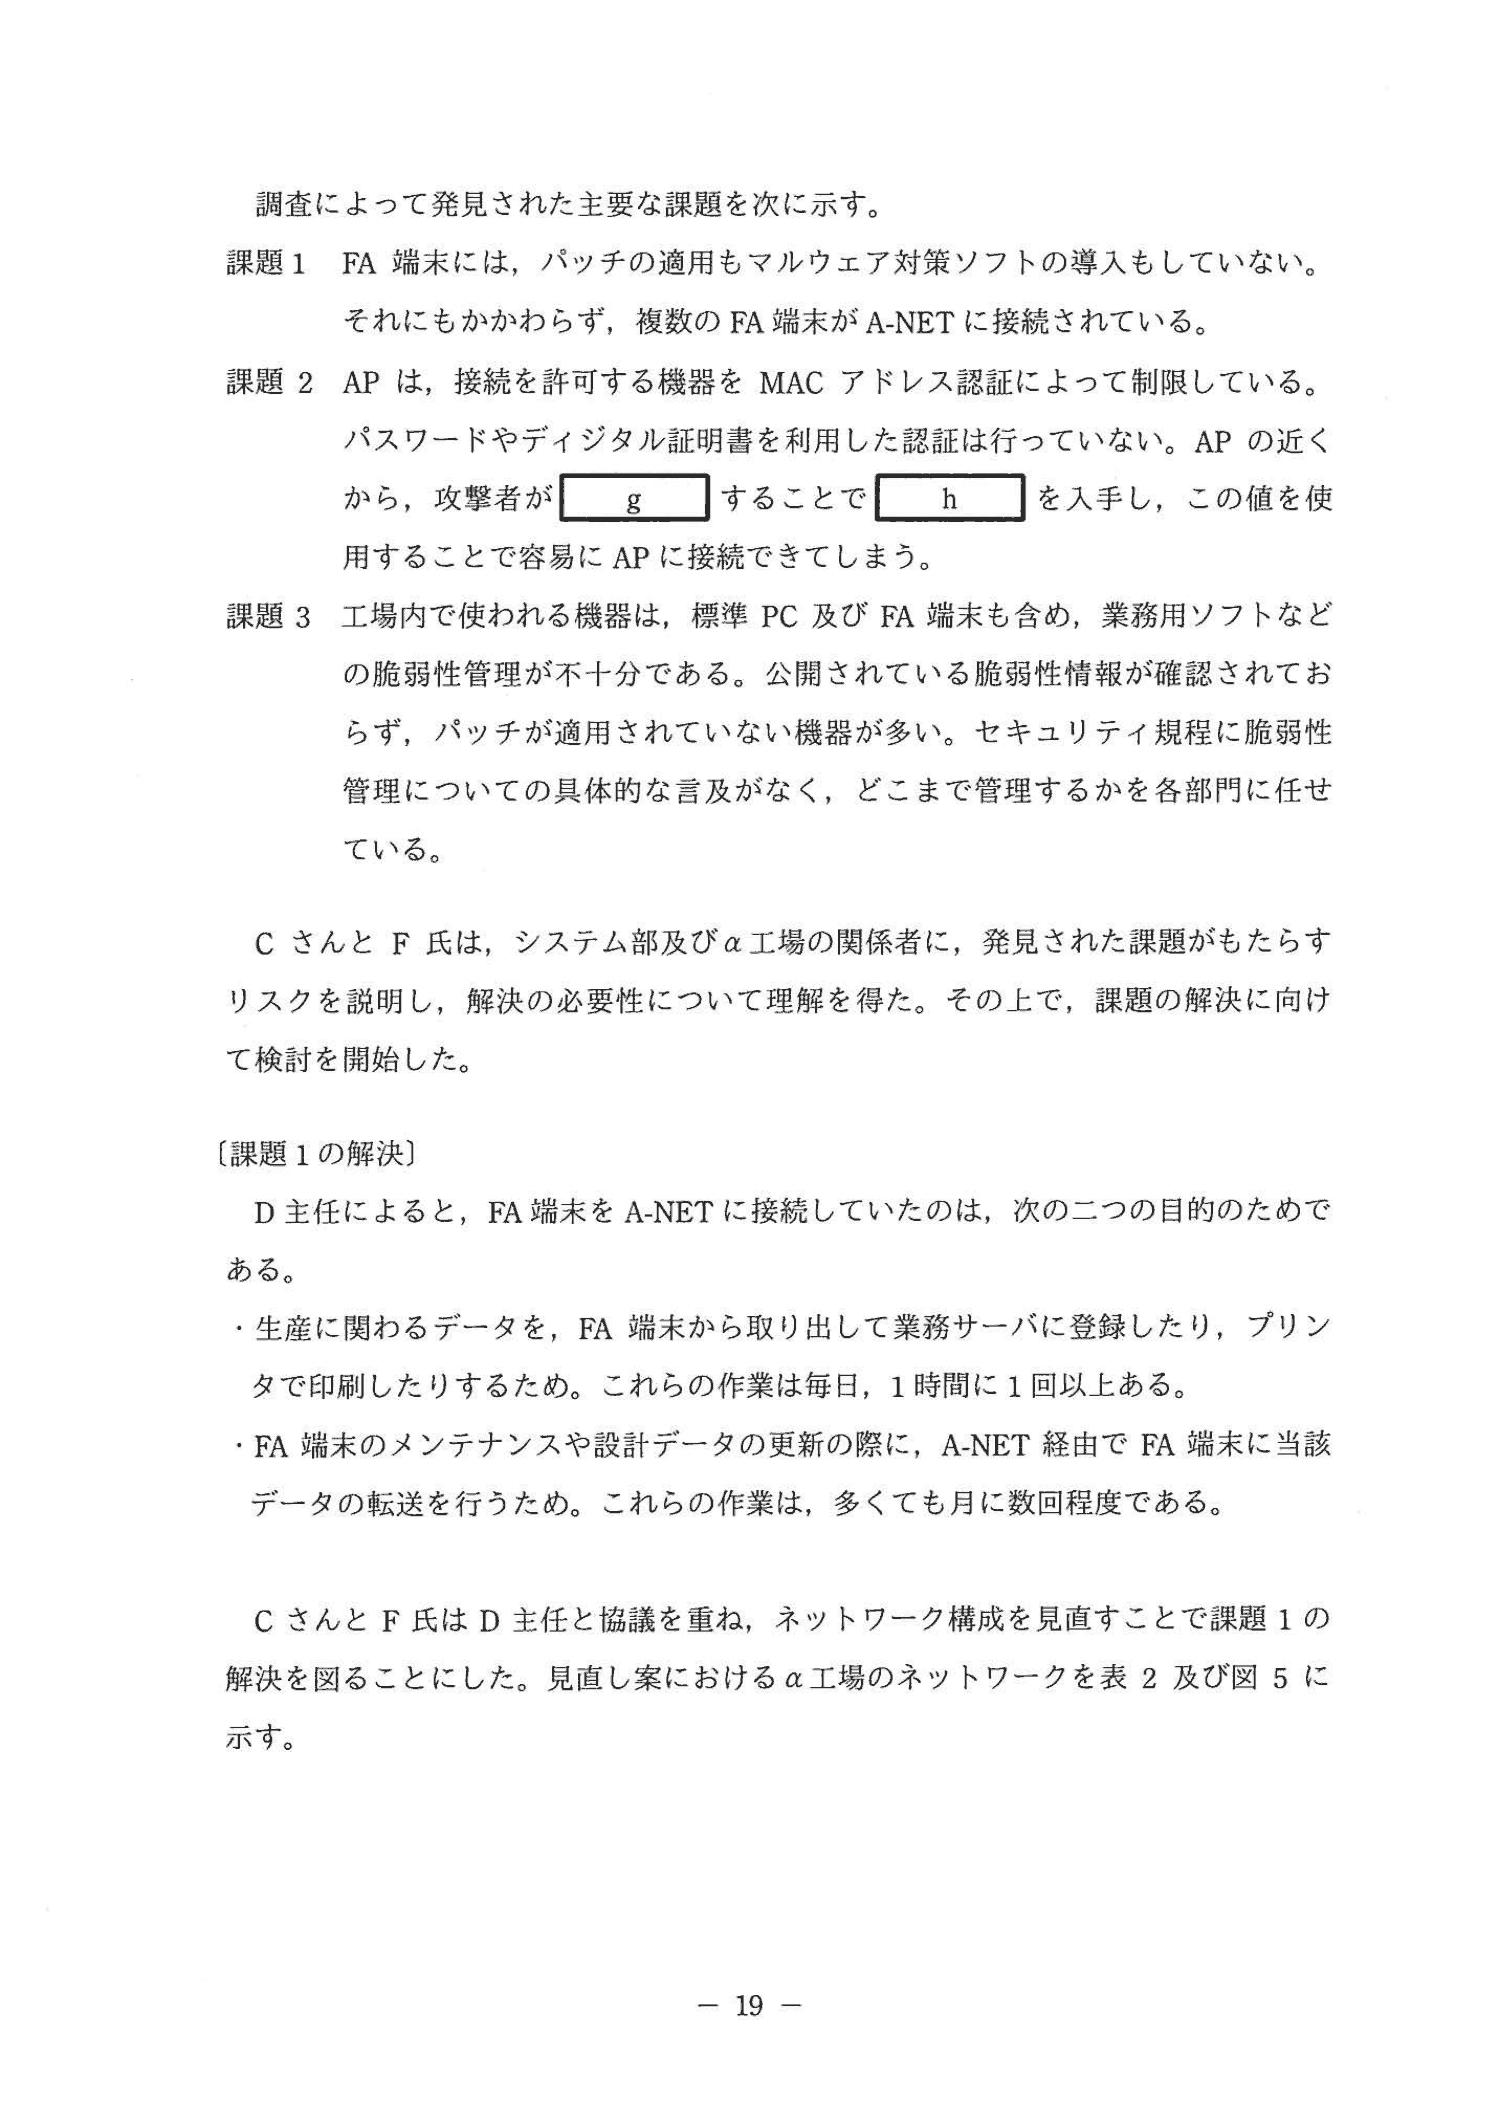 調査によって発見された主要な課題を次に示す。
課題 1　FA 端末には，パッチの適用もマルウェア対策ソフトの導入もしていない。
それにもかかわらず，複数の FA 端末が A-NET に接続されている。
課題 2　AP は，接続を許可する機器を MAC アドレス認証によって制限している。
パスワードやディジタル証明書を利用した認証は行っていない。AP の近く
から，攻撃者が g することで h を入手し，この値を使
用することで容易に AP に接続できてしまう。
課題 3　工場内で使われる機器は，標準 PC 及び FA 端末も含め，業務用ソフトなど
の脆弱性管理が不十分である。公開されている脆弱性情報が確認されてお
らず，パッチが適用されていない機器が多い。セキュリティ規程に脆弱性
管理についての具体的な言及がなく，どこまで管理するかを各部門に任せ
ている。
C さんと F 氏は，システム部及びα工場の関係者に，発見された課題がもたらす
リスクを説明し，解決の必要性について理解を得た。その上で，課題の解決に向け
て検討を開始した。
〔課題 1 の解決〕
D 主任によると，FA 端末を A-NET に接続していたのは，次の二つの目的のためで
ある。
・生産に関わるデータを，FA 端末から取り出して業務サーバに登録したり，プリン
タで印刷したりするため。これらの作業は毎日，1 時間に 1 回以上ある。
・FA 端末のメンテナンスや設計データの更新の際に，A-NET 経由で FA 端末に当該
データの転送を行うため。これらの作業は，多くても月に数回程度である。
C さんと F 氏は D 主任と協議を重ね，ネットワーク構成を見直すことで課題 1 の
解決を図ることにした。見直し案におけるα工場のネットワークを表 2 及び図 5 に
示す。
－ 19 －